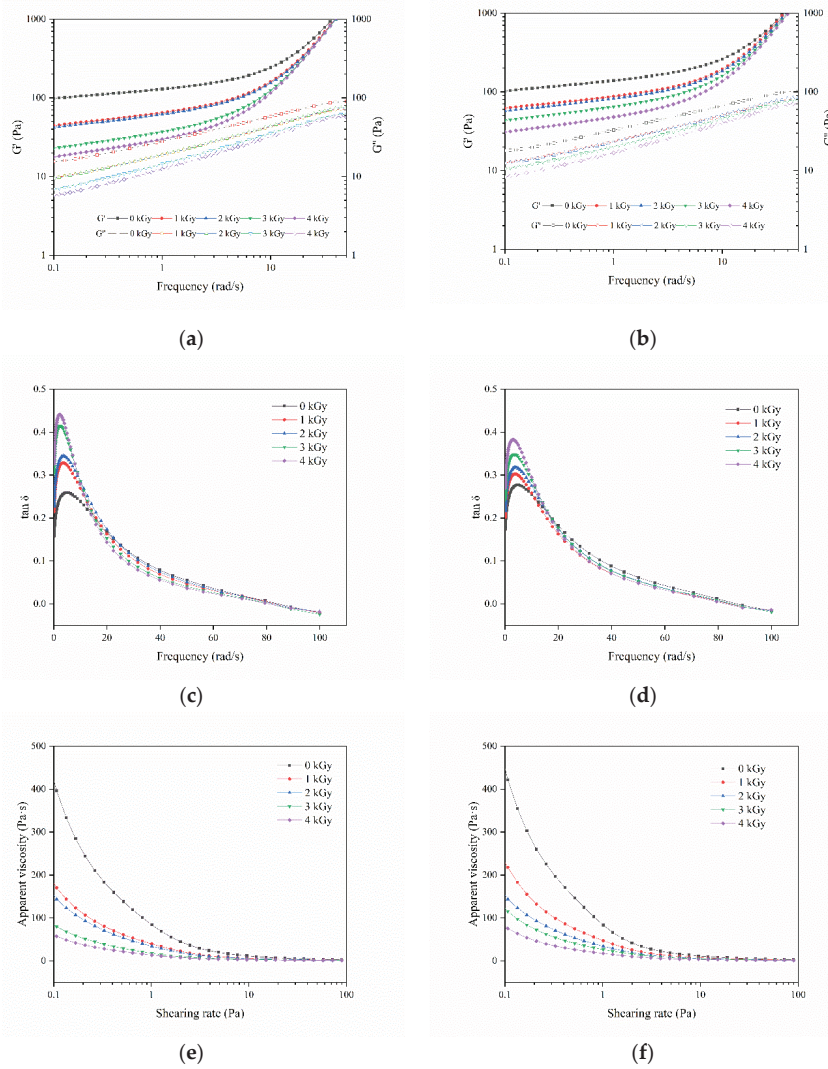 1000
1000
100
100
G' (Pa)
G" (Pa)
10
10
G' 0 kGy 1 kGy 2 kGy 3 kGy 4 kGy
G" 0 kGy 1 kGy 2 kGy 3 kGy 4 kGy
1
1
0.1 1 10
Frequency (rad/s)
(a)
1000
1000
100
100
G' (Pa)
G" (Pa)
10
10
G' 0 kGy 1 kGy 2 kGy 3 kGy 4 kGy
G" 0 kGy 1 kGy 2 kGy 3 kGy 4 kGy
1
1
0.1 1 10
Frequency (rad/s)
(b)
0.5
0.4
0.3
0.2
0.1
0.0
tan δ
0 kGy
1 kGy
2 kGy
3 kGy
4 kGy
0 20 40 60 80 100
Frequency (rad/s)
(c)
0.5
0.4
0.3
0.2
0.1
0.0
tan δ
0 kGy
1 kGy
2 kGy
3 kGy
4 kGy
0 20 40 60 80 100
Frequency (rad/s)
(d)
500
400
300
200
100
0
Apparent viscosity (Pa·s)
0 kGy
1 kGy
2 kGy
3 kGy
4 kGy
0.1 1 10 100
Shearing rate (Pa)
(e)
500
400
300
200
100
0
Apparent viscosity (Pa·s)
0 kGy
1 kGy
2 kGy
3 kGy
4 kGy
0.1 1 10 100
Shearing rate (Pa)
(f)